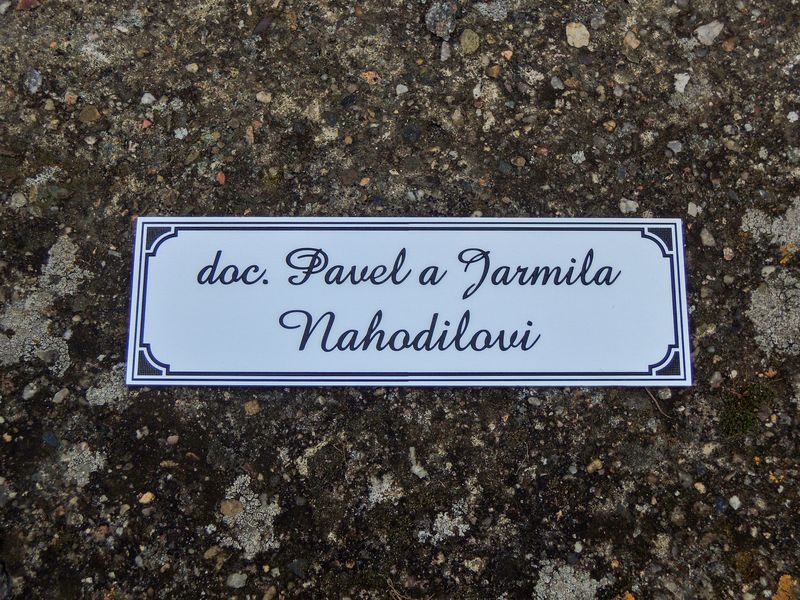 doc. Pavel a Jarmila
Nahodilovi